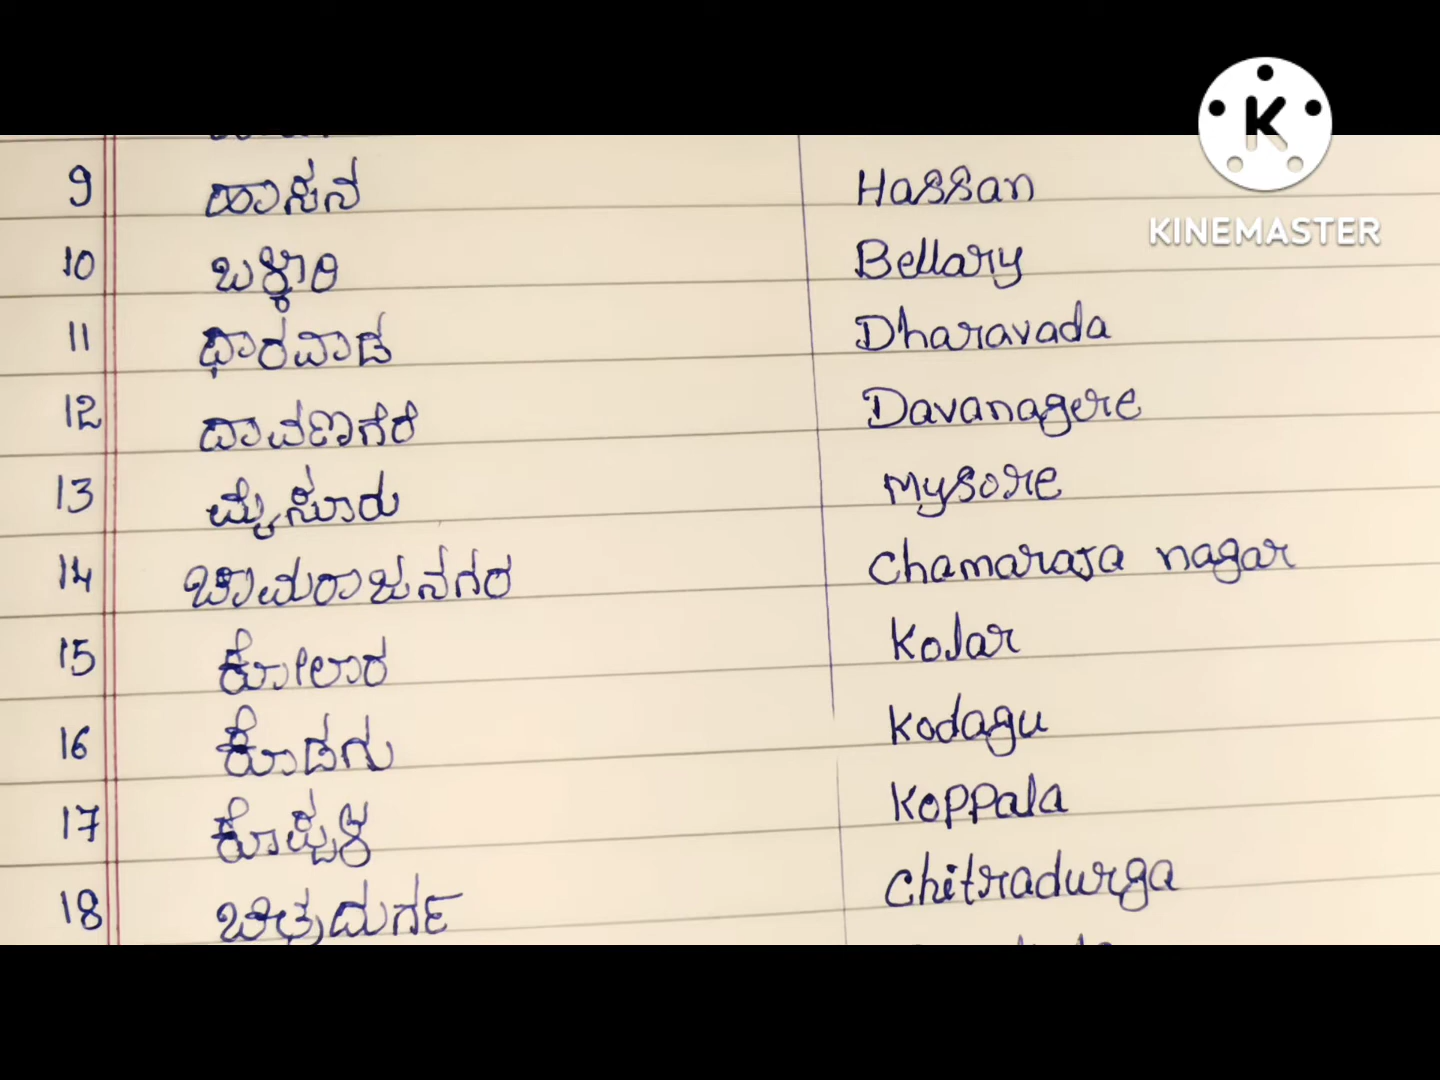 9 ಹಾಸನ Hassan
10 ಬಳ್ಳಾರಿ Bellary
11 ಧಾರವಾಡ Dharavada
12 ದಾವಣಗೆರೆ Davanagere
13 ಮೈಸೂರು Mysore
14 ಚಾಮರಾಜನಗರ Chamaraja nagar
15 ಕೋಲಾರ Kolar
16 ಕೊಡಗು Kodagu
17 ಕೊಪ್ಪಳ Koppala
18 ಚಿತ್ರದುರ್ಗ Chitradurga
KINEMASTER